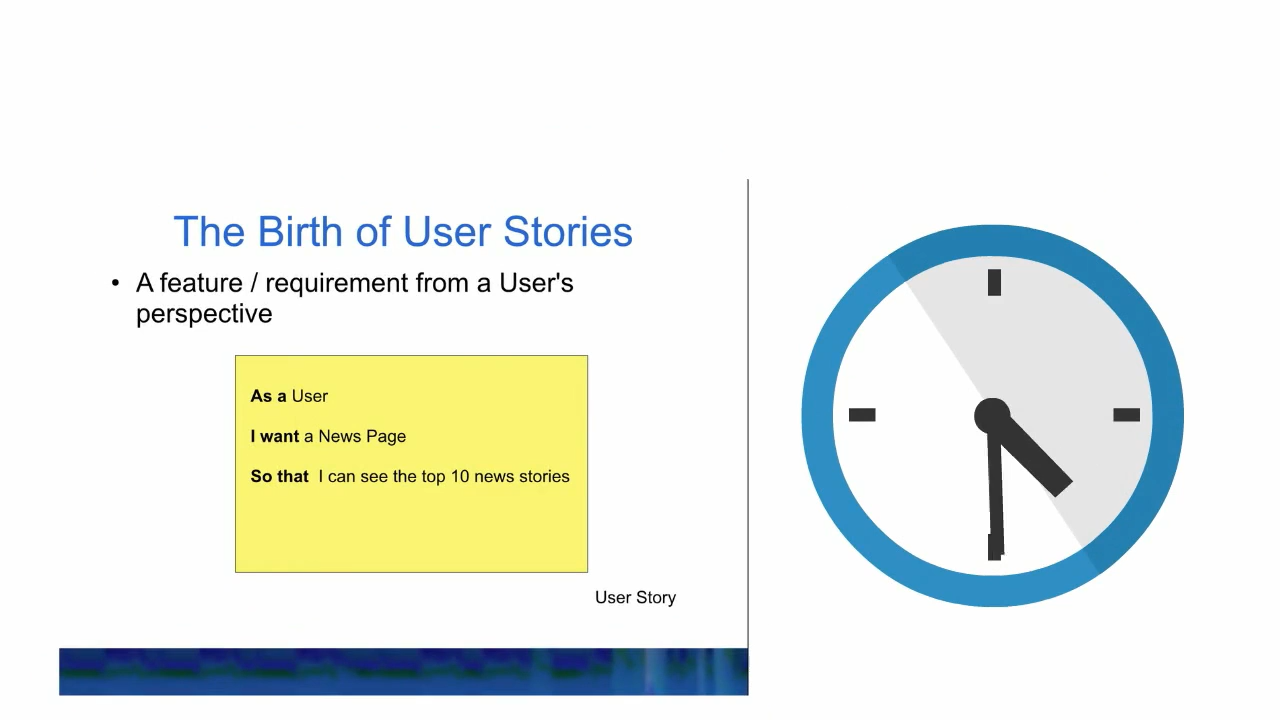 The Birth of User Stories
• A feature / requirement from a User's
perspective
As a User
I want a News Page
So that I can see the top 10 news stories
User Story